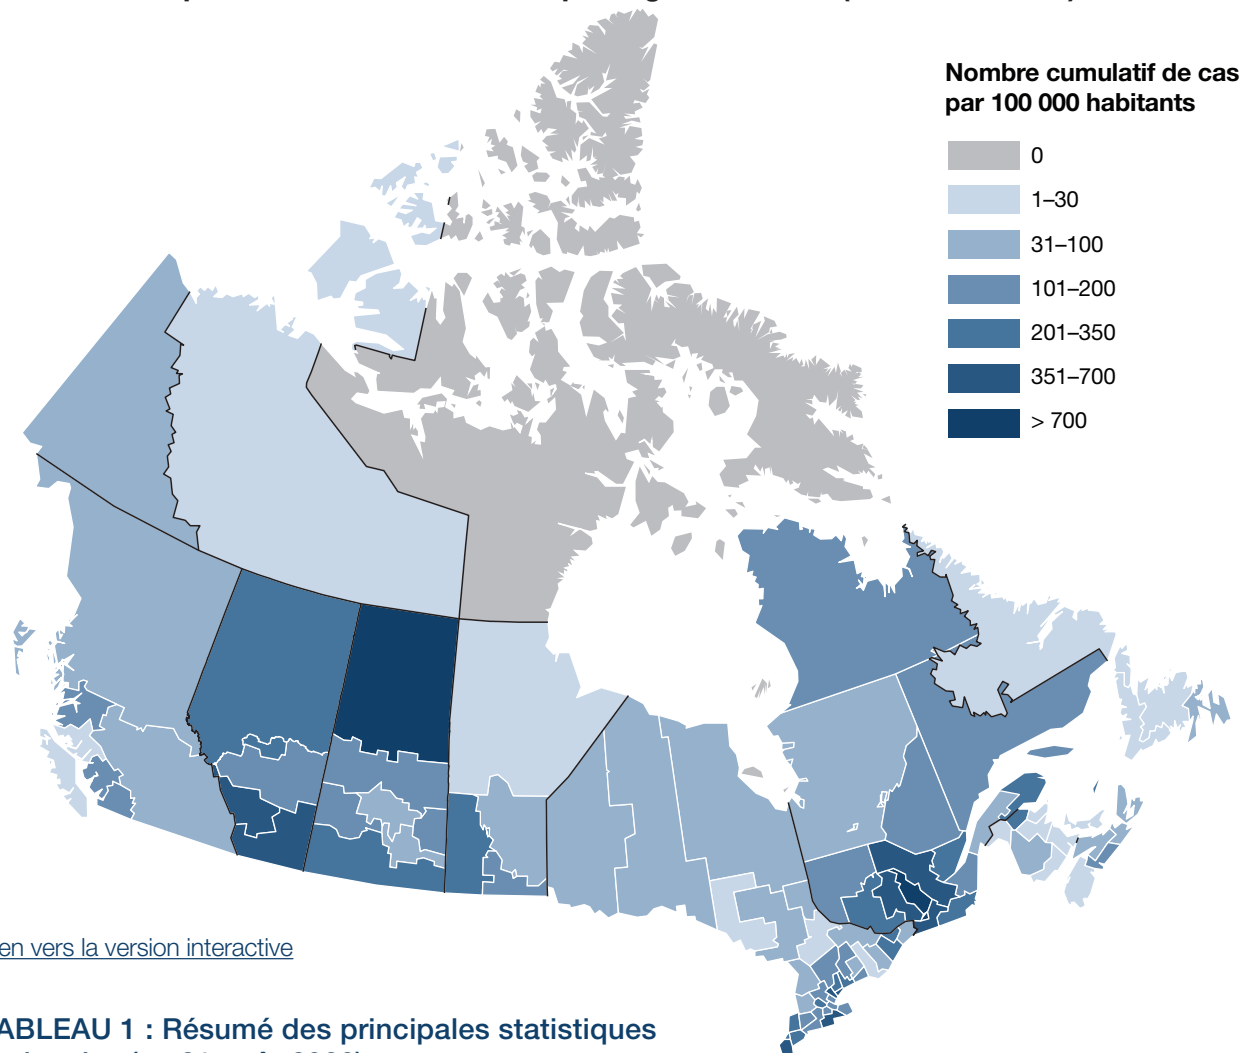 Nombre cumulatif de cas
par 100 000 habitants
0
1–30
31–100
101–200
201–350
351–700
> 700
en vers la version interactive
ABLEAU 1 : Résumé des principales statistiques